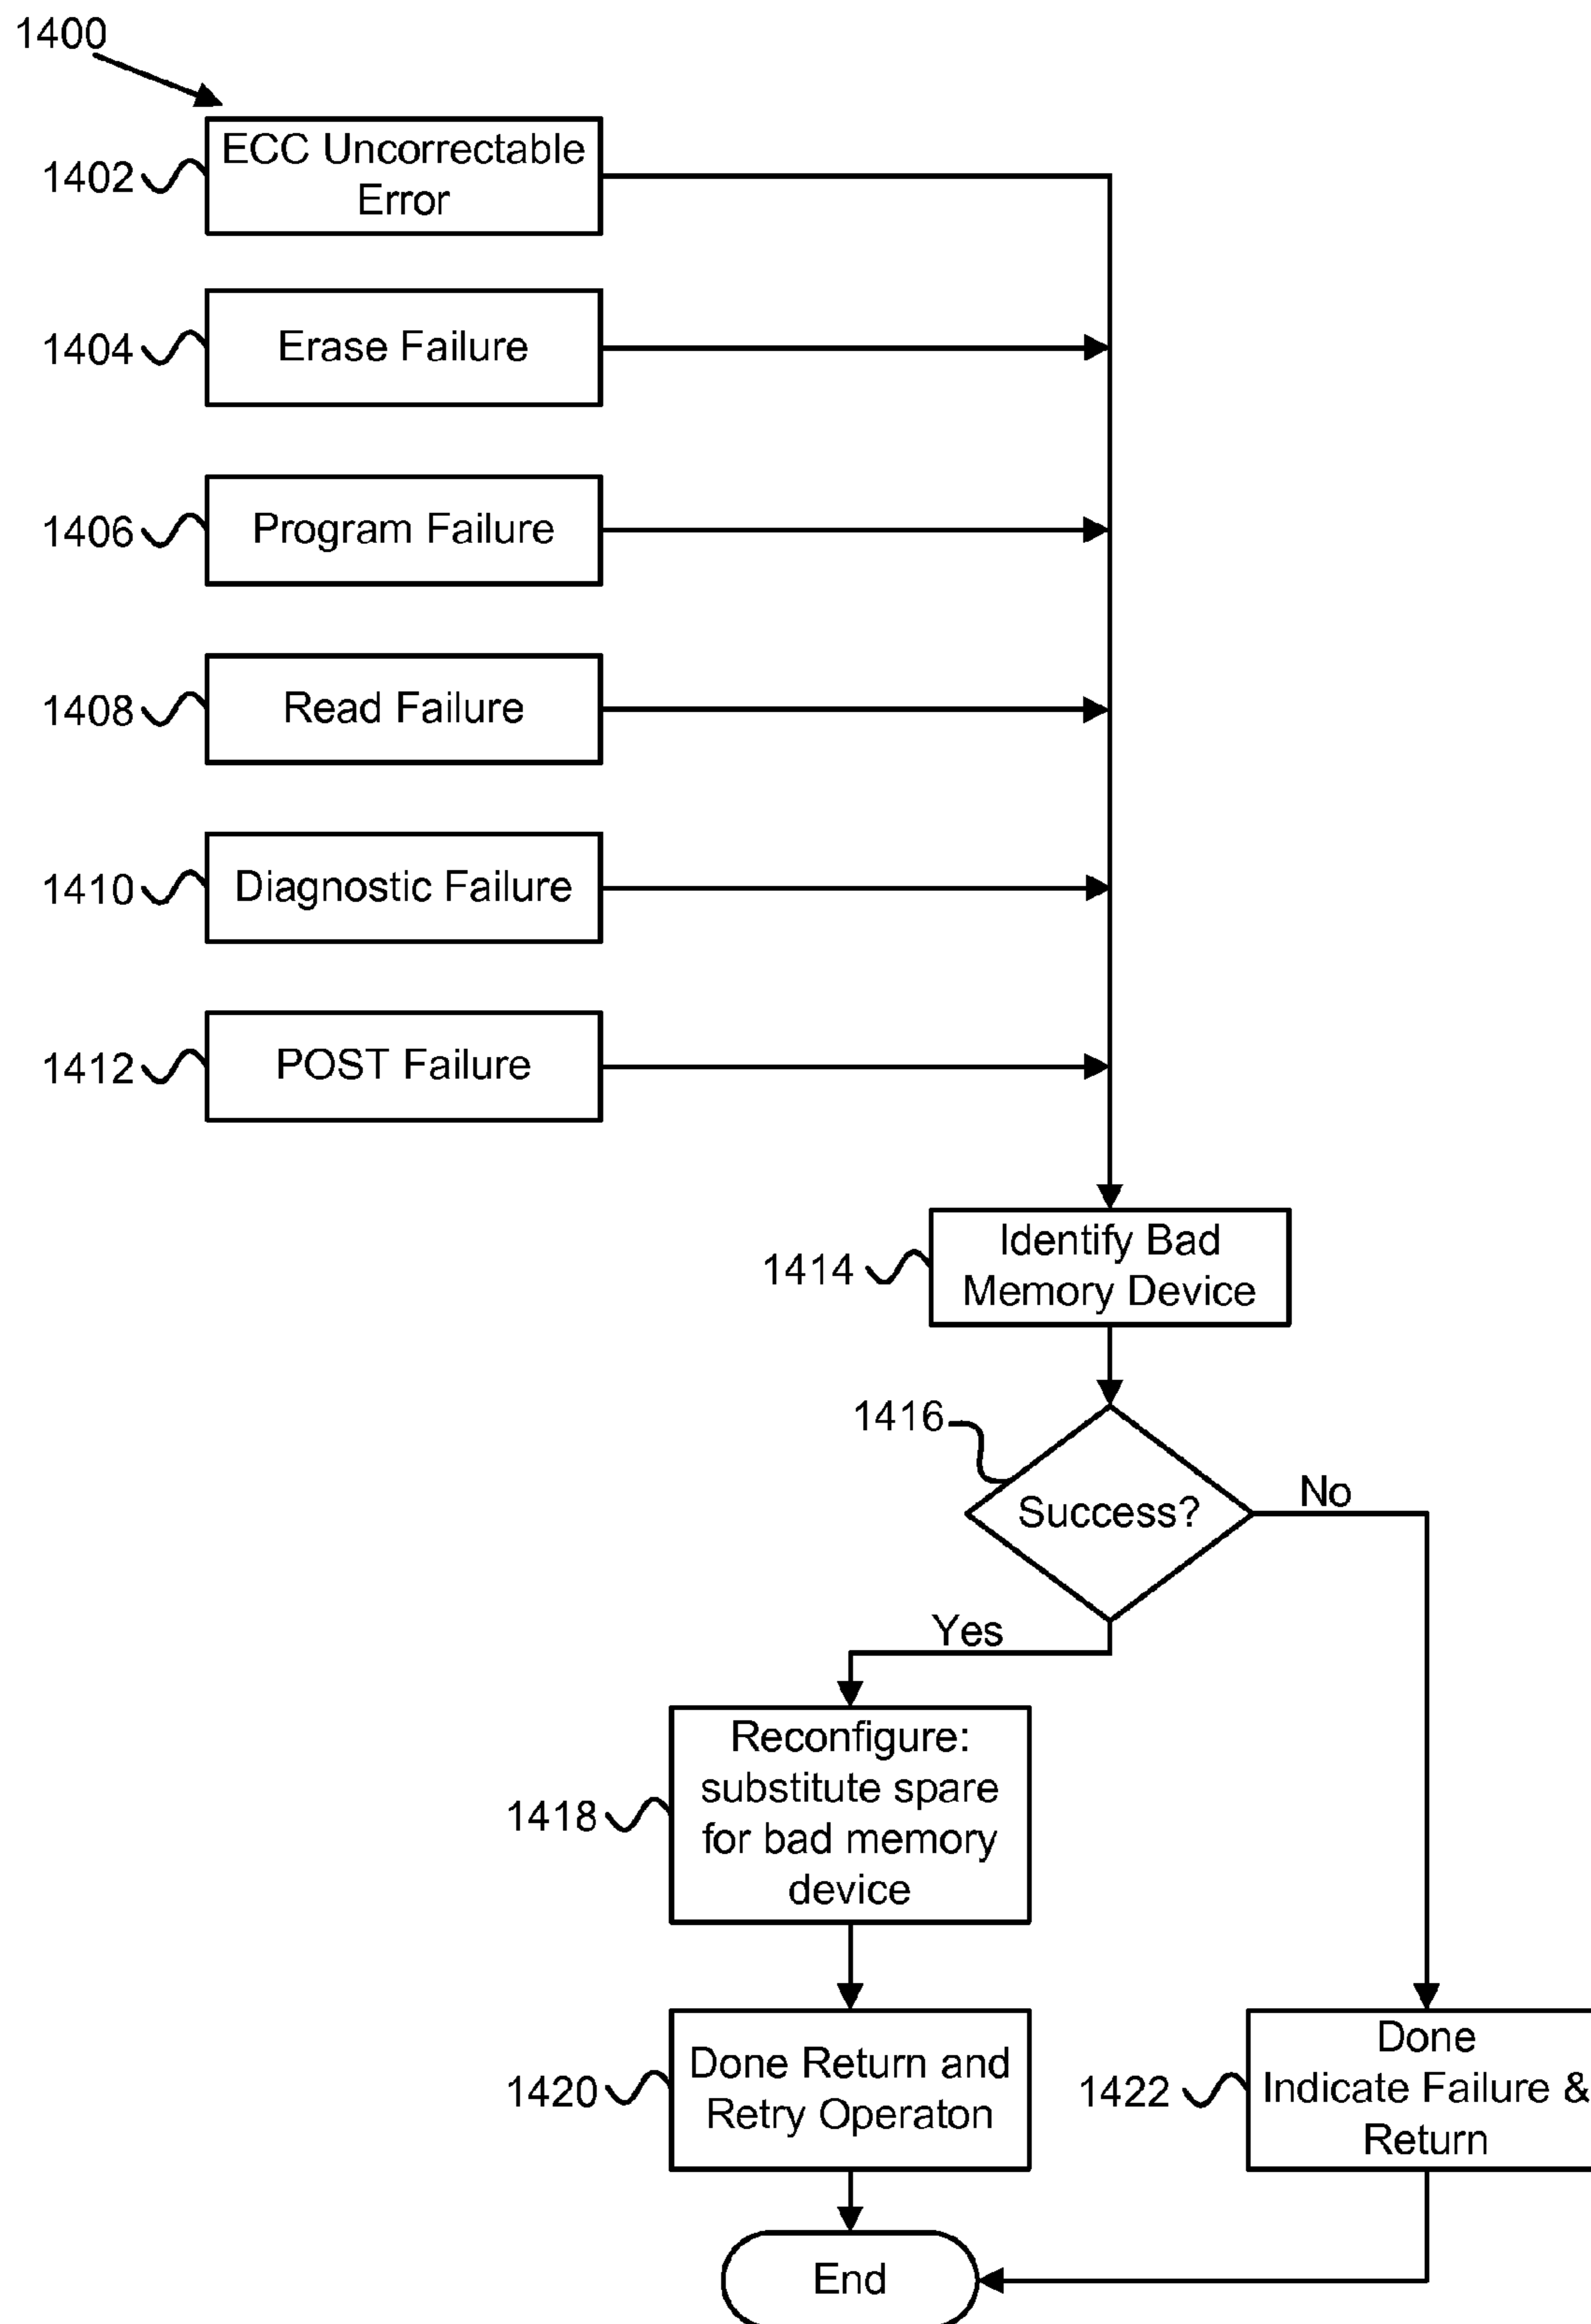 1400
1402
ECC Uncorrectable
Error
1404
Erase Failure
1406
Program Failure
1408
Read Failure
1410
Diagnostic Failure
1412
POST Failure
1414
Identify Bad
Memory Device
1416
Success?
No
Yes
1418
Reconfigure:
substitute spare
for bad memory
device
1420
Done Return and
Retry Operaton
1422
Done
Indicate Failure &
Return
End